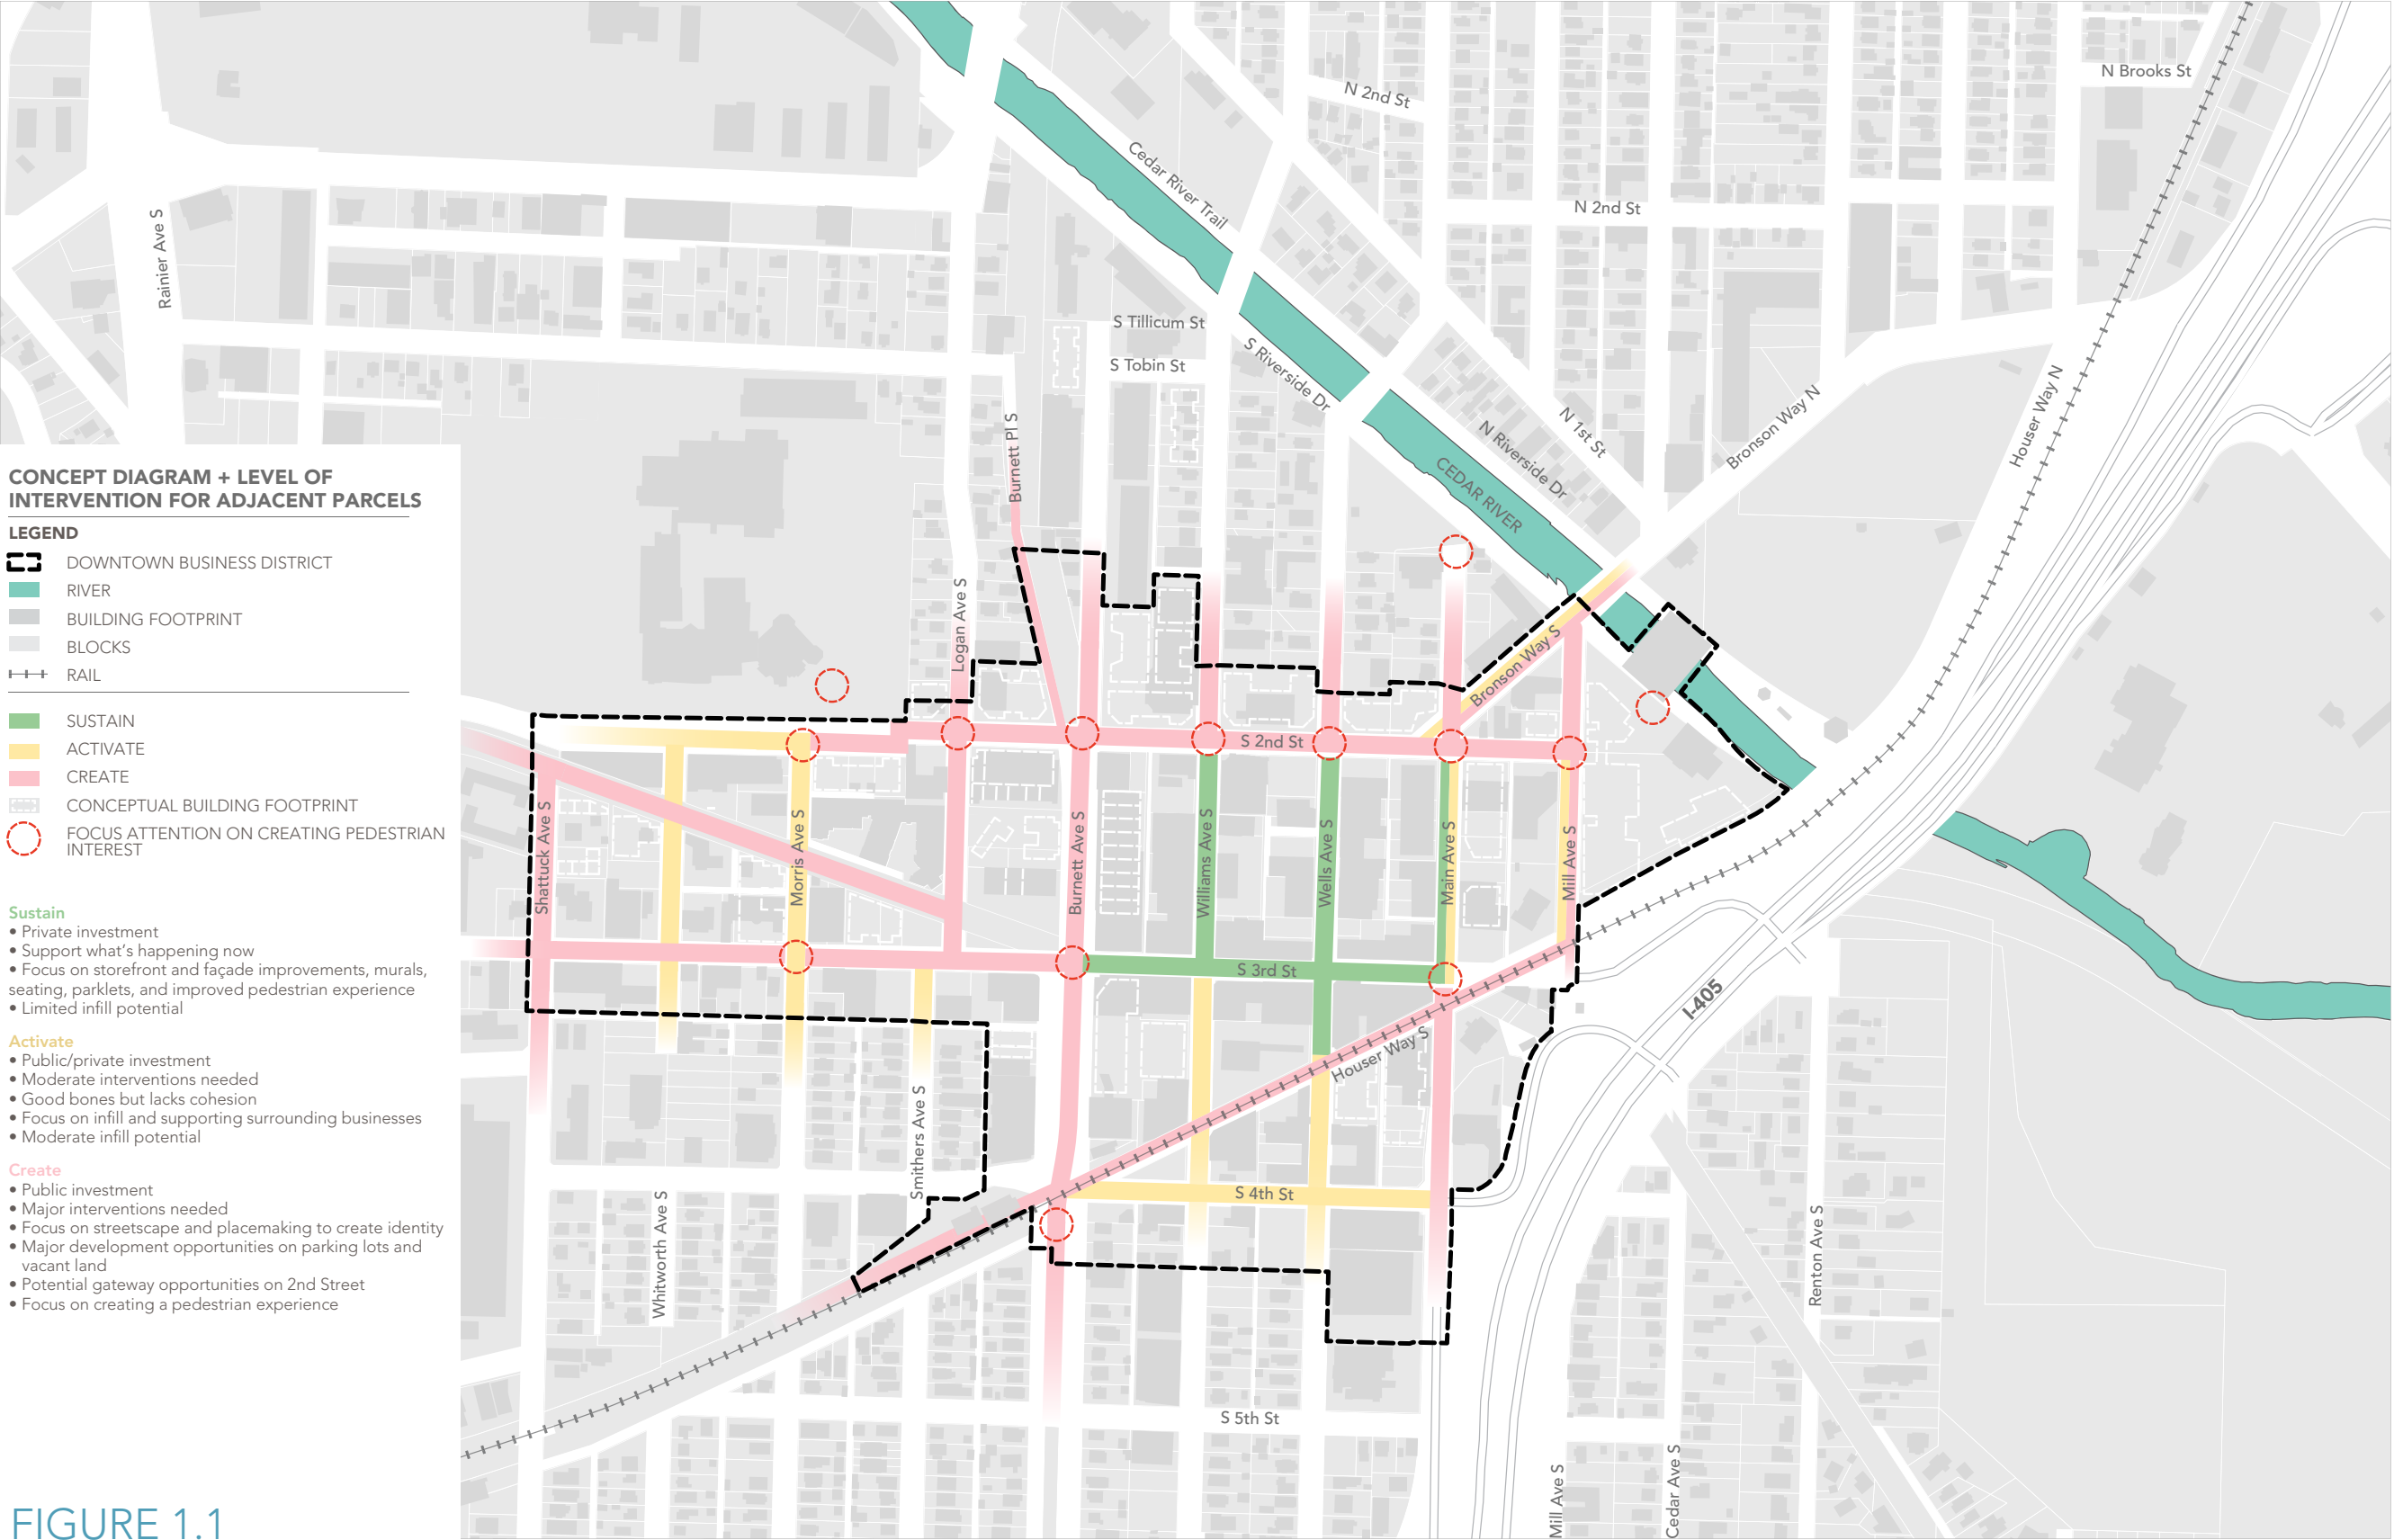 N Brooks St
N 2nd St
Cedar River Trail
N 2nd St
Rainier Ave S
S Tillicum St
S Tobin St
S Riverside Dr
Houser Way N
Bronson Way N
N 1st St
N Riverside Dr
CEDAR RIVER
Burnett Pl S
CONCEPT DIAGRAM + LEVEL OF
INTERVENTION FOR ADJACENT PARCELS
LEGEND
DOWNTOWN BUSINESS DISTRICT
RIVER
BUILDING FOOTPRINT
BLOCKS
RAIL
SUSTAIN
ACTIVATE
CREATE
CONCEPTUAL BUILDING FOOTPRINT
FOCUS ATTENTION ON CREATING PEDESTRIAN
INTEREST
Sustain
• Private investment
• Support what's happening now
• Focus on storefront and façade improvements, murals,
seating, parklets, and improved pedestrian experience
• Limited infill potential
Activate
• Public/private investment
• Moderate interventions needed
• Good bones but lacks cohesion
• Focus on infill and supporting surrounding businesses
• Moderate infill potential
Create
• Public investment
• Major interventions needed
• Focus on streetscape and placemaking to create identity
• Major development opportunities on parking lots and
vacant land
• Potential gateway opportunities on 2nd Street
• Focus on creating a pedestrian experience
Logan Ave S
Bronson Way S
S 2nd St
Shattuck Ave S
Morris Ave S
Burnett Ave S
Williams Ave S
Wells Ave S
Main Ave S
Mill Ave S
S 3rd St
I-405
Houser Way S
Smithers Ave S
S 4th St
Whitworth Ave S
Renton Ave S
S 5th St
Mill Ave S
Cedar Ave S
FIGURE 1.1